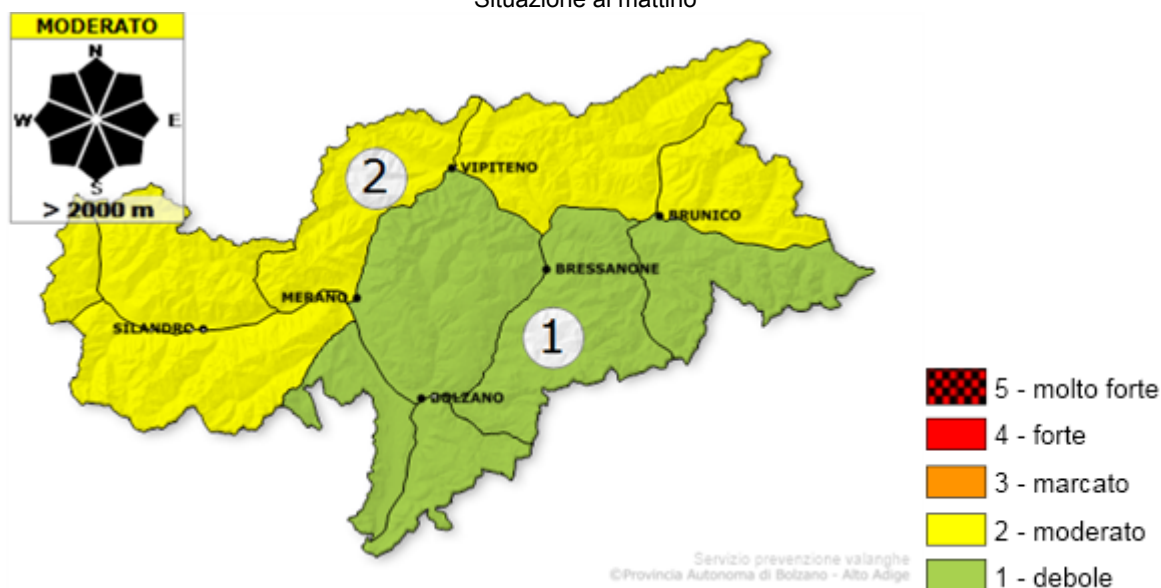 Situazione al mattino
MODERATO
N
W E
S
> 2000 m
2
VIPITENO
BRUNICO
BRESSANONE
MERANO
SILANDRO
1
BOLZANO
5 - molto forte
4 - forte
3 - marcato
2 - moderato
1 - debole
Servizio prevenzione valanghe
©Provincia Autonoma di Bolzano - Alto Adige